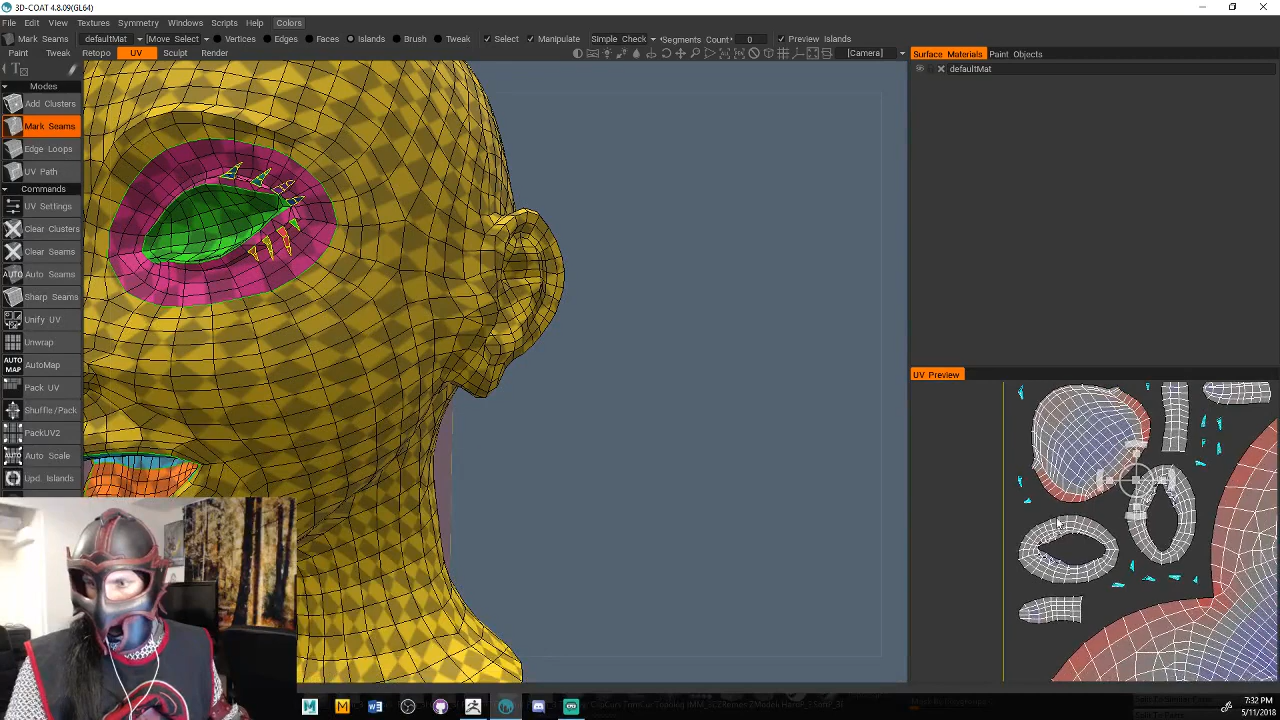 3D-COAT 4.8.09(GL64)
File Edit View Textures Symmetry Windows Scripts Help Colors
Mark Seams defaultMat [Move Select] Vertices Edges Faces Islands Brush Tweak Select Manipulate Simple Check Segments Count: 0 Preview Islands
Paint Tweak Retopo UV Sculpt Render [Camera]
Surface Materials Paint Objects
defaultMat
Modes
Add Clusters
Mark Seams
Edge Loops
UV Path
Commands
UV Settings
Clear Clusters
Clear Seams
AUTO Auto Seams
Sharp Seams
Unify UV
Unwrap
AUTO MAP AutoMap
Pack UV
Shuffle/Pack
PackUV2
AUTO Auto Scale
Upd. Islands
UV Preview
7:32 PM
5/11/2018